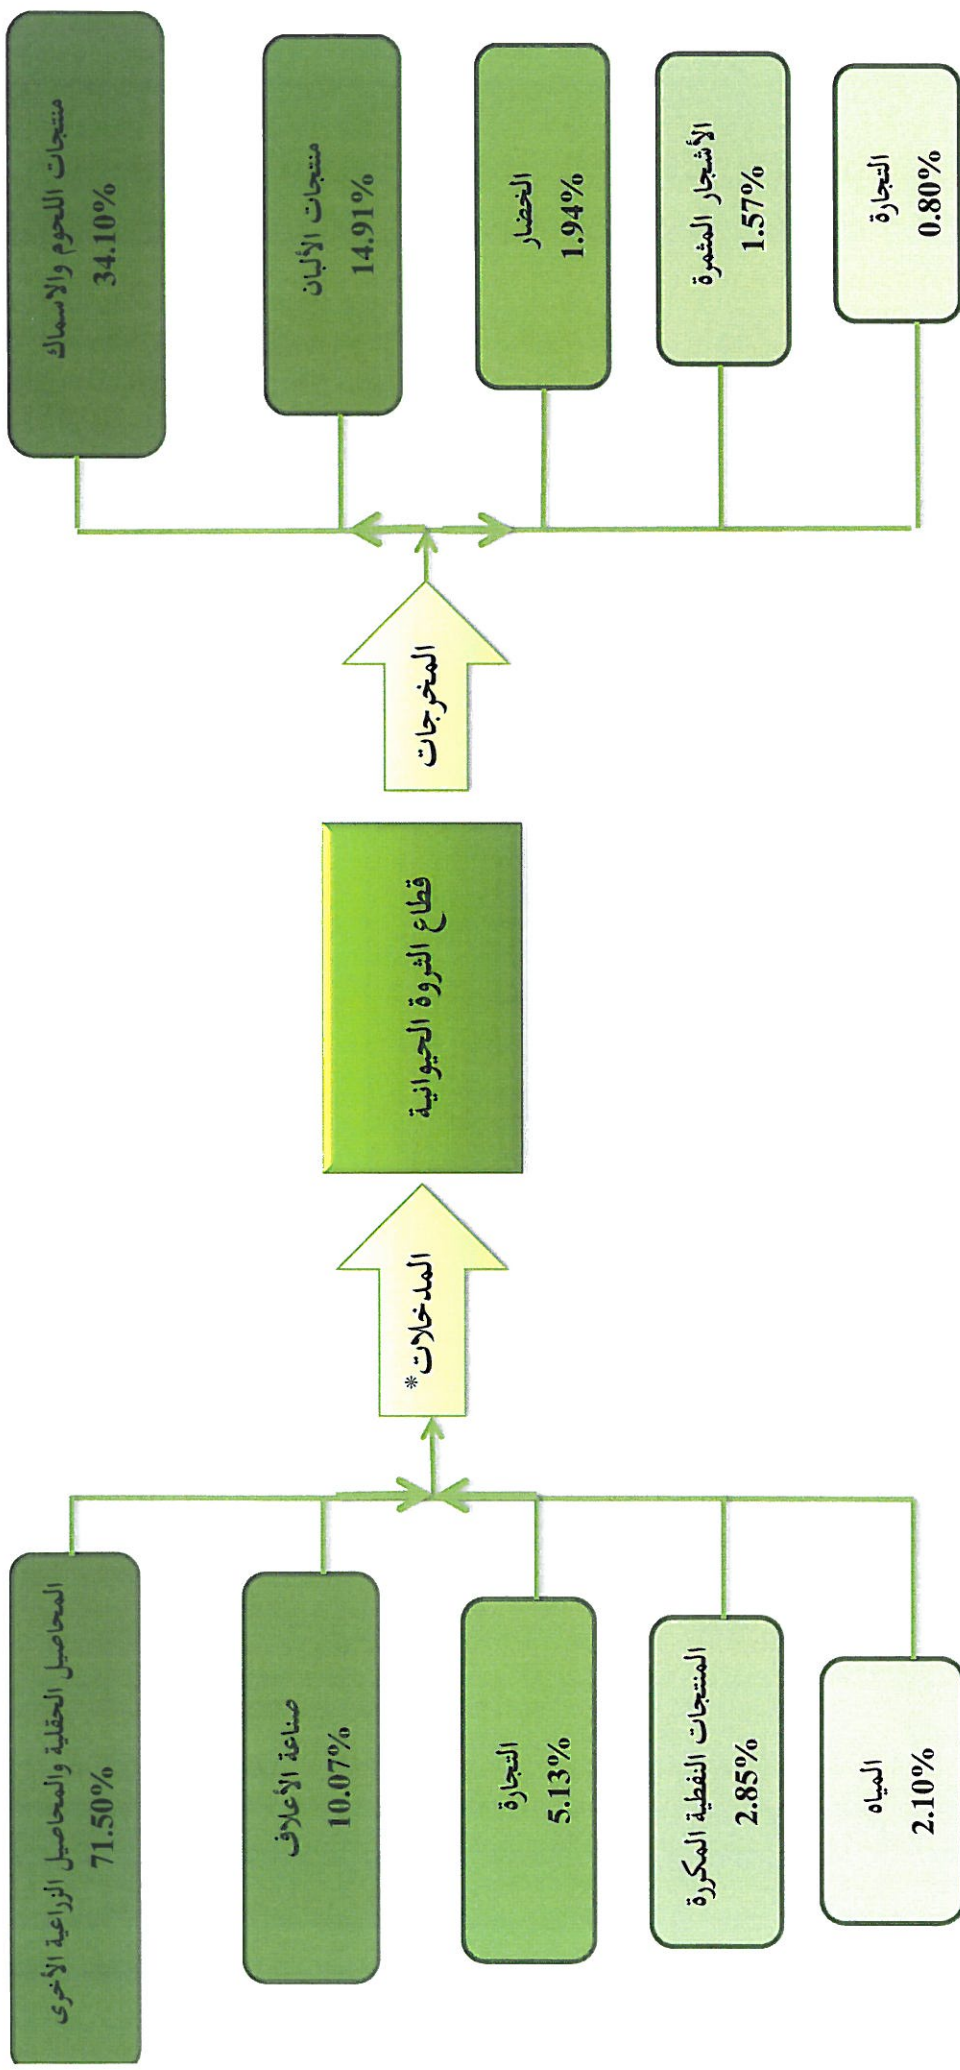 المحاصيل الحقلية والمحاصيل الزراعية الأخرى
71.50%
صناعة الأعلاف
10.07%
التجارة
5.13%
المنتجات النفطية المكررة
2.85%
المياه
2.10%
المدخلات*
قطاع الثروة الحيوانية
المخرجات
منتجات اللحوم والاسماك
34.10%
منتجات الألبان
14.91%
الخضار
1.94%
الأشجار المثمرة
1.57%
التجارة
0.80%